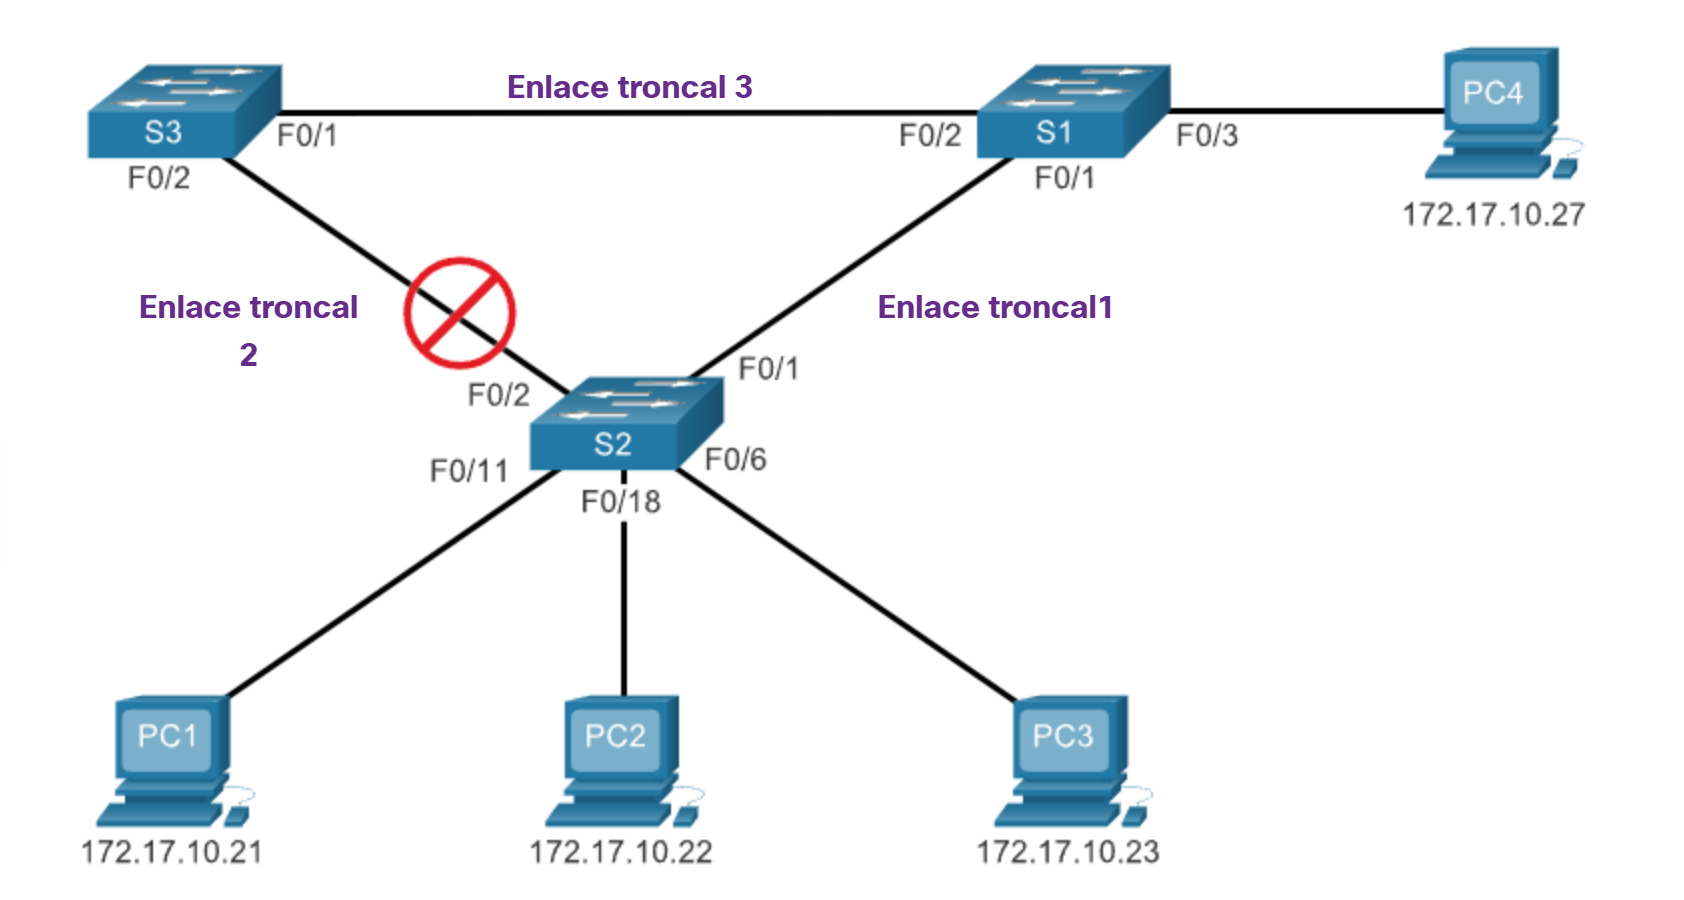 Enlace troncal 3
S3
F0/1
F0/2
F0/2
S1
F0/3
F0/1
PC4
172.17.10.27
Enlace troncal
2
Enlace troncal1
F0/2
F0/1
S2
F0/11
F0/18
F0/6
PC1
PC2
PC3
172.17.10.21
172.17.10.22
172.17.10.23